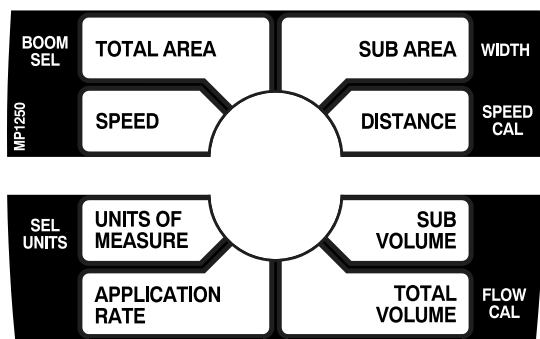 BOOM
SEL
TOTAL AREA
SUB AREA
WIDTH
MP1250
SPEED
DISTANCE
SPEED
CAL
SEL
UNITS
UNITS OF
MEASURE
SUB
VOLUME
APPLICATION
RATE
TOTAL
VOLUME
FLOW
CAL